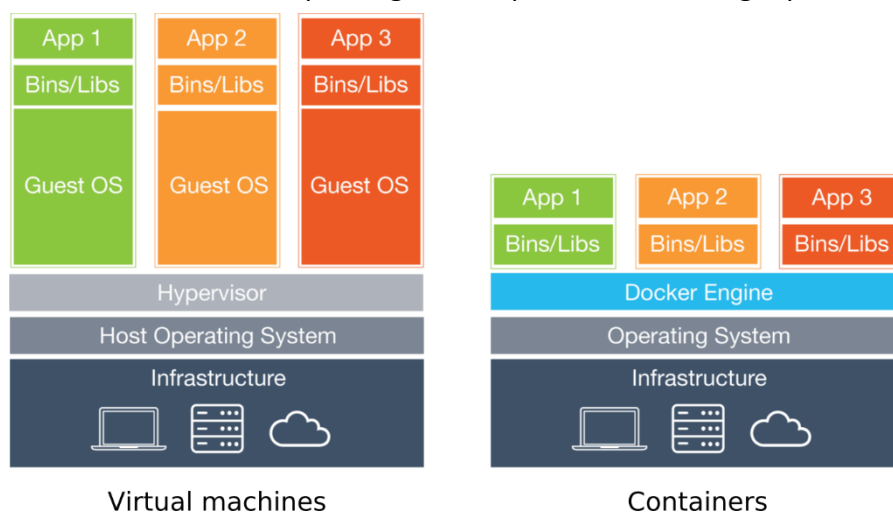 App 1
App 2
App 3
Bins/Libs
Bins/Libs
Bins/Libs
Guest OS
Guest OS
Guest OS
Hypervisor
Host Operating System
Infrastructure
Virtual machines
App 1
App 2
App 3
Bins/Libs
Bins/Libs
Bins/Libs
Docker Engine
Operating System
Infrastructure
Containers